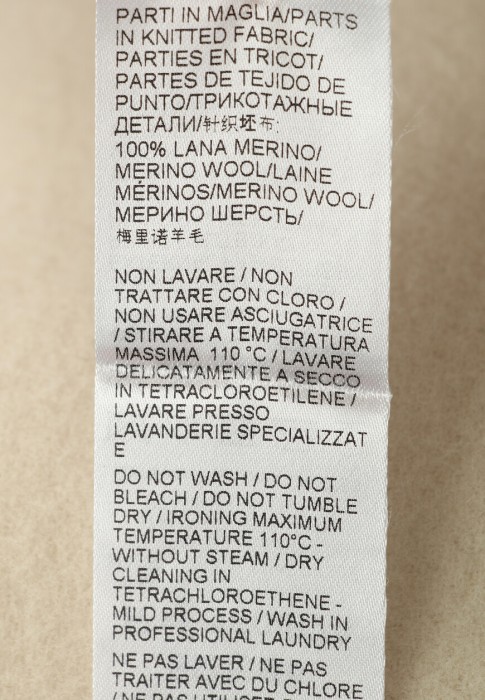 PARTI IN MAGLIA/PARTS
IN KNITTED FABRIC/
PARTIES EN TRICOT/
PARTES DE TEJIDO DE
PUNTO/ТРИКОТАЖНЫЕ
ДЕТАЛИ/针织坯布:
100% LANA MERINO/
MERINO WOOL/LAINE
MÉRINOS/MERINO WOOL/
МЕРИНО ШЕРСТЬ/
梅里诺羊毛
NON LAVARE / NON
TRATTARE CON CLORO /
NON USARE ASCIUGATRICE
/ STIRARE A TEMPERATURA
MASSIMA 110 °C / LAVARE
DELICATAMENTE A SECCO
IN TETRACLOROETILENE /
LAVARE PRESSO
LAVANDERIE SPECIALIZZAT
E
DO NOT WASH / DO NOT
BLEACH / DO NOT TUMBLE
DRY / IRONING MAXIMUM
TEMPERATURE 110°C -
WITHOUT STEAM / DRY
CLEANING IN
TETRACHLOROETHENE -
MILD PROCESS / WASH IN
PROFESSIONAL LAUNDRY
NE PAS LAVER / NE PAS
TRAITER AVEC DU CHLORE
/ NE PAS UTILISER